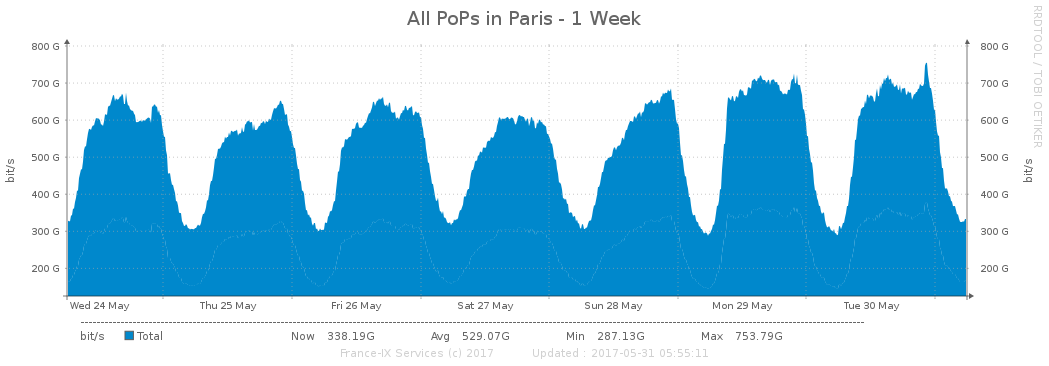 All PoPs in Paris - 1 Week
RRDTOOL / TOBI OETIKER
800 G 800 G
700 G 700 G
600 G 600 G
500 G 500 G
400 G 400 G
300 G 300 G
200 G 200 G
bit/s
bit/s
Wed 24 May Thu 25 May Fri 26 May Sat 27 May Sun 28 May Mon 29 May Tue 30 May
bit/s Total Now 338.19G Avg 529.07G Min 287.13G Max 753.79G
France-IX Services (c) 2017 Updated : 2017-05-31 05:55:11